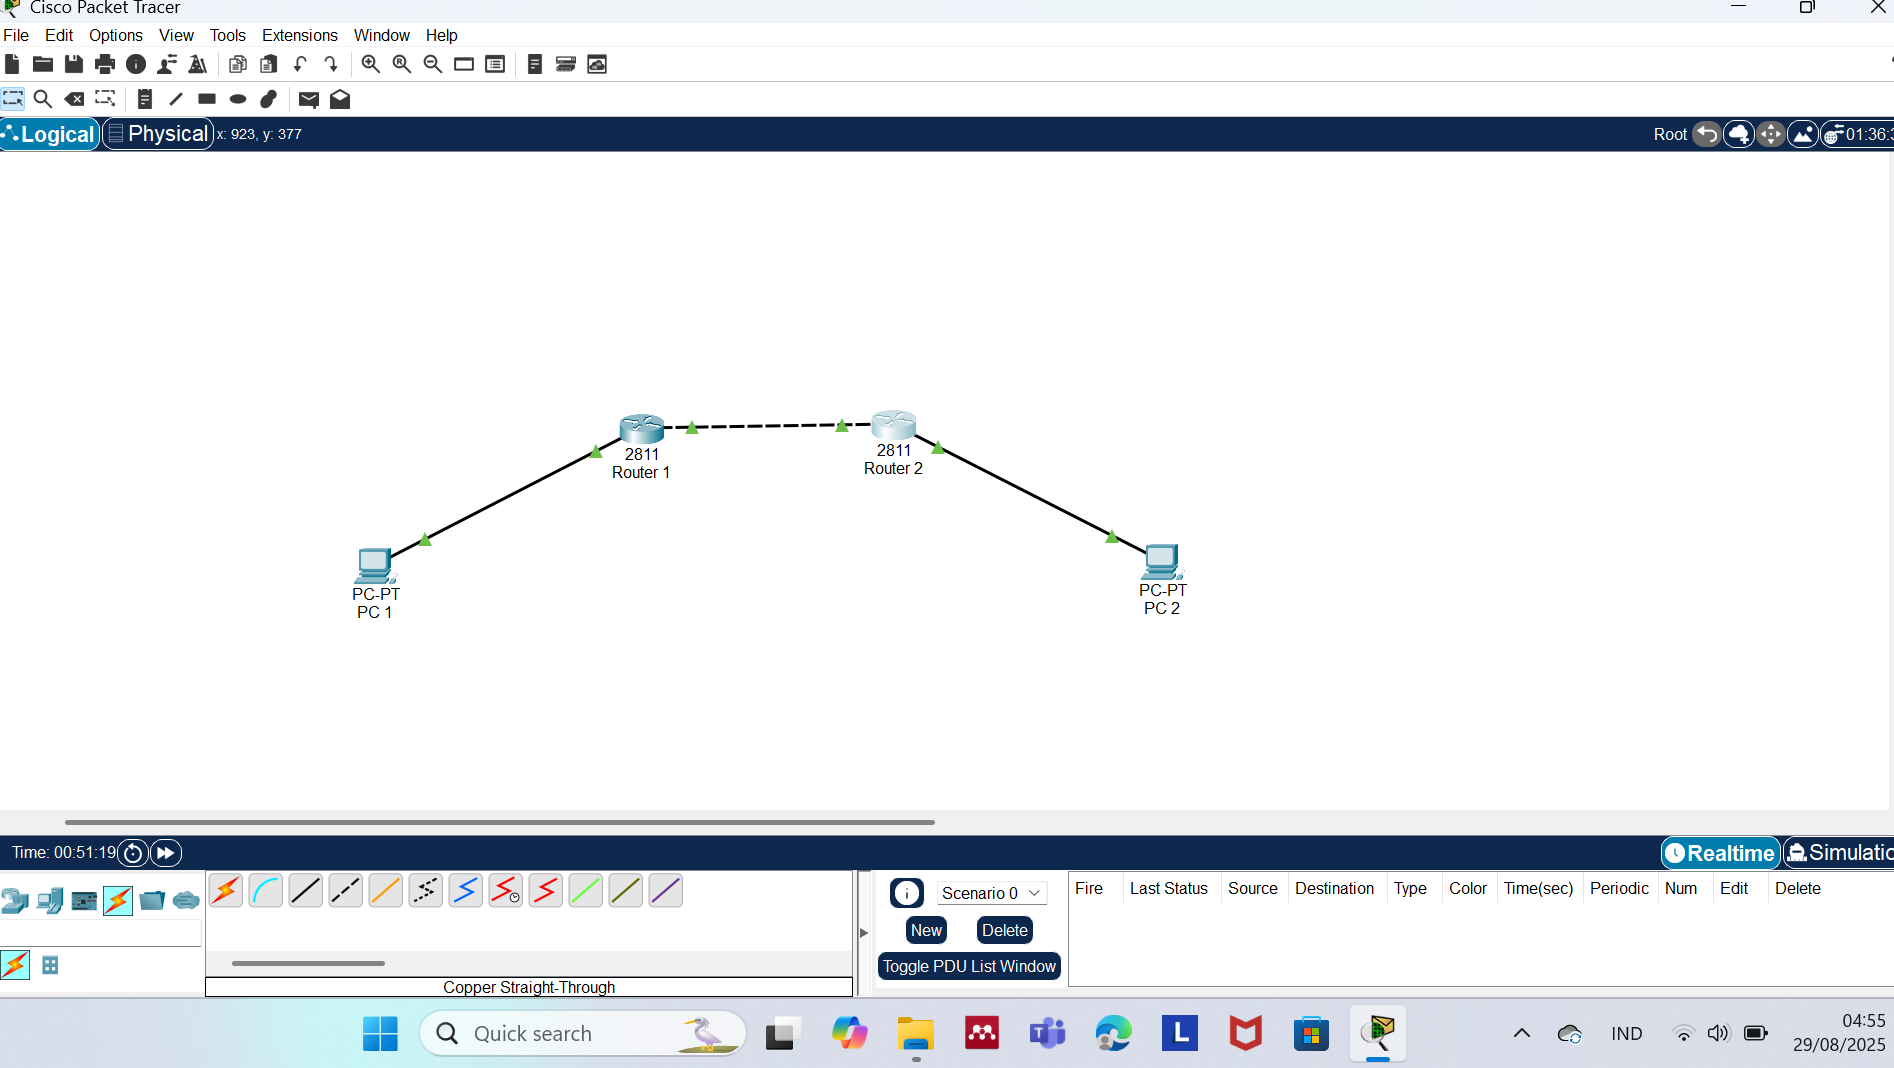 Cisco Packet Tracer
File Edit Options View Tools Extensions Window Help
Logical Physical x: 923, y: 377 Root 01:36:3
2811
Router 1
2811
Router 2
PC-PT
PC 1
PC-PT
PC 2
Time: 00:51:19 Realtime Simulatio
Scenario 0
New Delete
Toggle PDU List Window
Fire Last Status Source Destination Type Color Time(sec) Periodic Num Edit Delete
Copper Straight-Through
Quick search
L
IND
04:55
29/08/2025